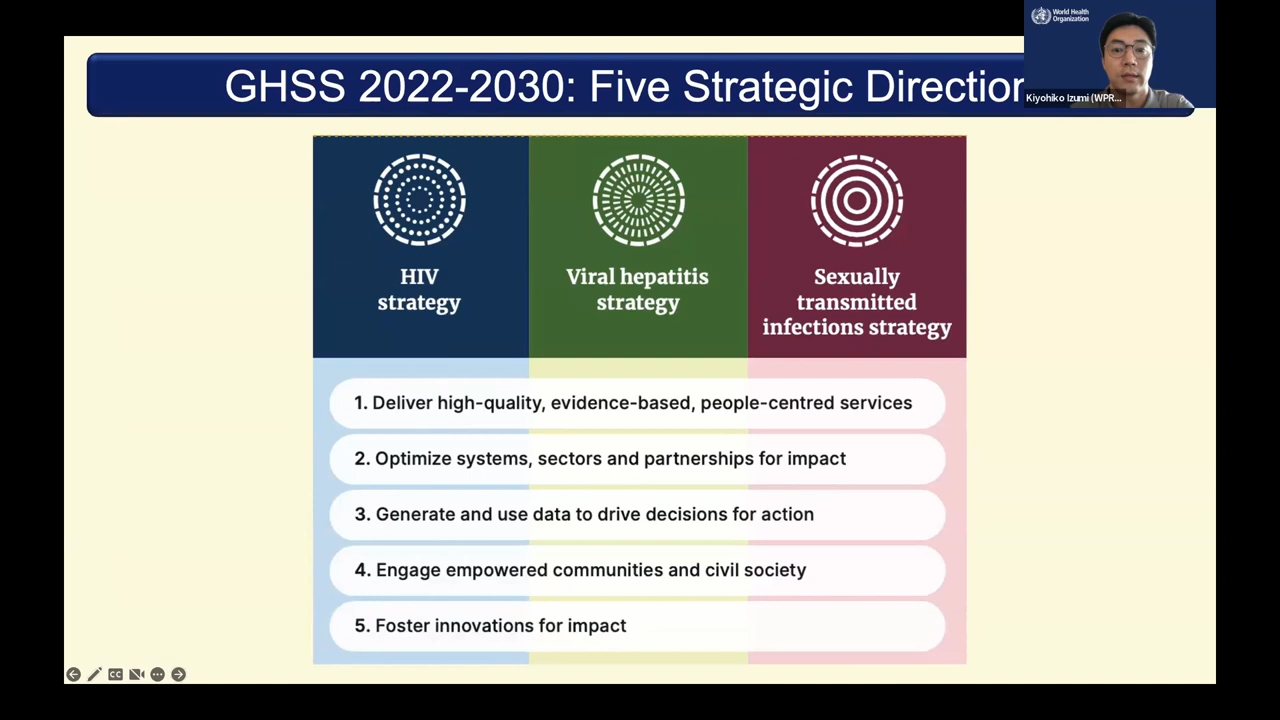 World Health
Organization
Kiyohiko Izumi (WPR...
GHSS 2022-2030: Five Strategic Direction
HIV
strategy
Viral hepatitis
strategy
Sexually
transmitted
infections strategy
1. Deliver high-quality, evidence-based, people-centred services
2. Optimize systems, sectors and partnerships for impact
3. Generate and use data to drive decisions for action
4. Engage empowered communities and civil society
5. Foster innovations for impact
CC